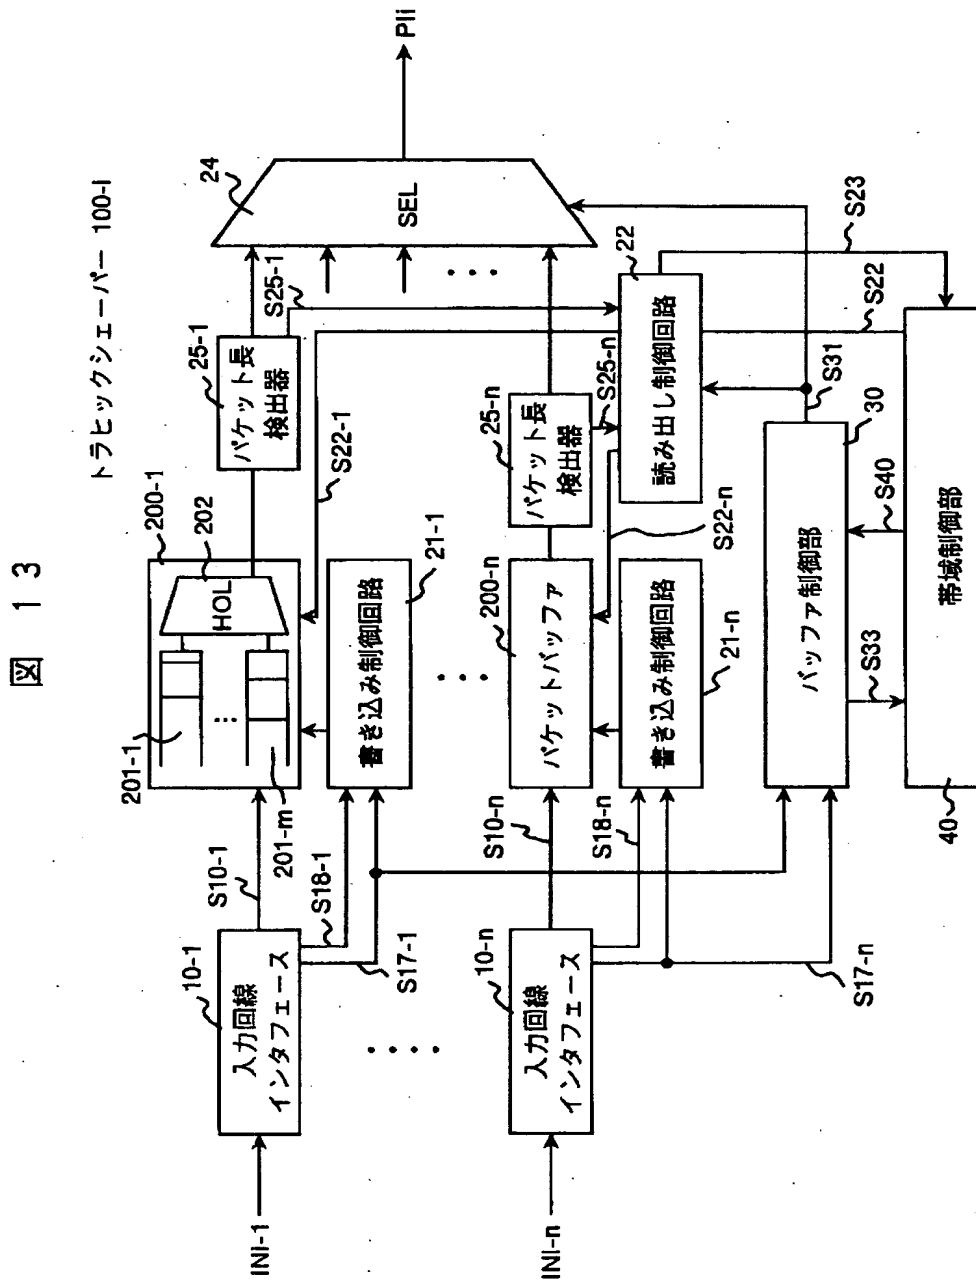 図 13
トラヒックシェーパー 100-I
INI-1
10-1
入力回線
インタフェース
S10-1
S18-1
S17-1
200-1
201-1
201-m
202
HOL
25-1
パケット長
検出器
S25-1
S22-1
21-1
書き込み制御回路
24
SEL
PIi
INI-n
10-n
入力回線
インタフェース
S10-n
S18-n
S17-n
200-n
パケットバッファ
25-n
パケット長
検出器
S25-n
S22-n
21-n
書き込み制御回路
22
読み出し制御回路
S23
S22
S31
30
バッファ制御部
S33
S40
40
帯域制御部